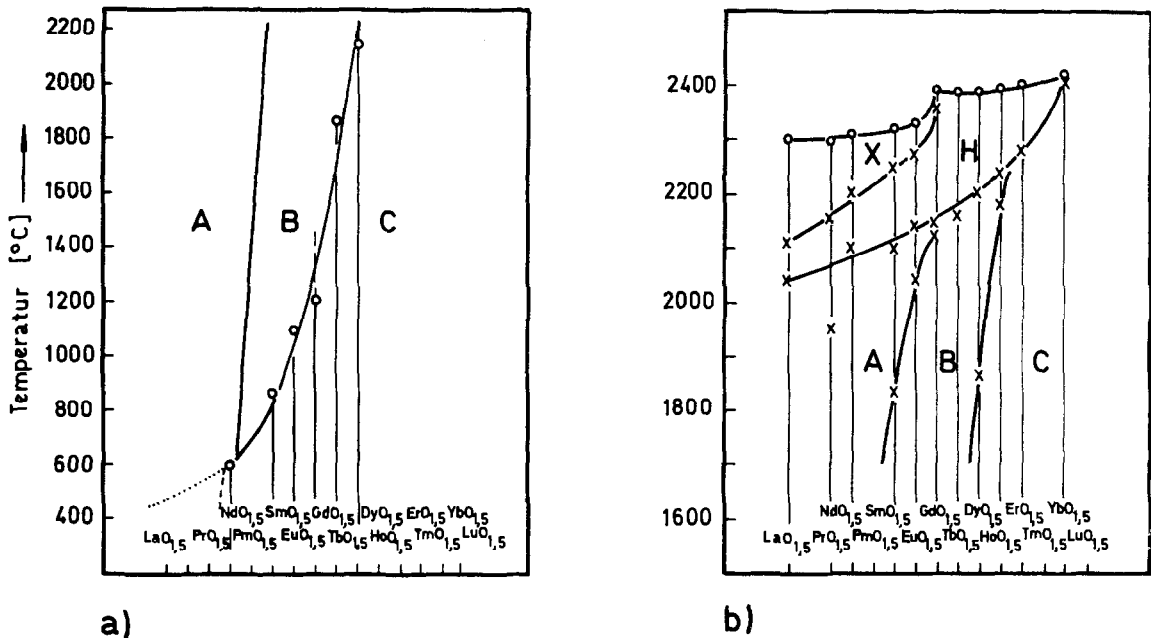 2200
2000
1800
1600
1400
1200
1000
800
600
400
Temperatur [°C]
A
B
C
NdO1,5 SmO1,5 GdO1,5 DyO1,5 ErO1,5 YbO1,5
LaO1,5 PrO1,5 PmO1,5 EuO1,5 TbO1,5 HoO1,5 TmO1,5 LuO1,5
a)
2400
2200
2000
1800
1600
X
H
A
B
C
NdO1,5 SmO1,5 GdO1,5 DyO1,5 ErO1,5 YbO1,5
LaO1,5 PrO1,5 PmO1,5 EuO1,5 TbO1,5 HoO1,5 TmO1,5 LuO1,5
b)